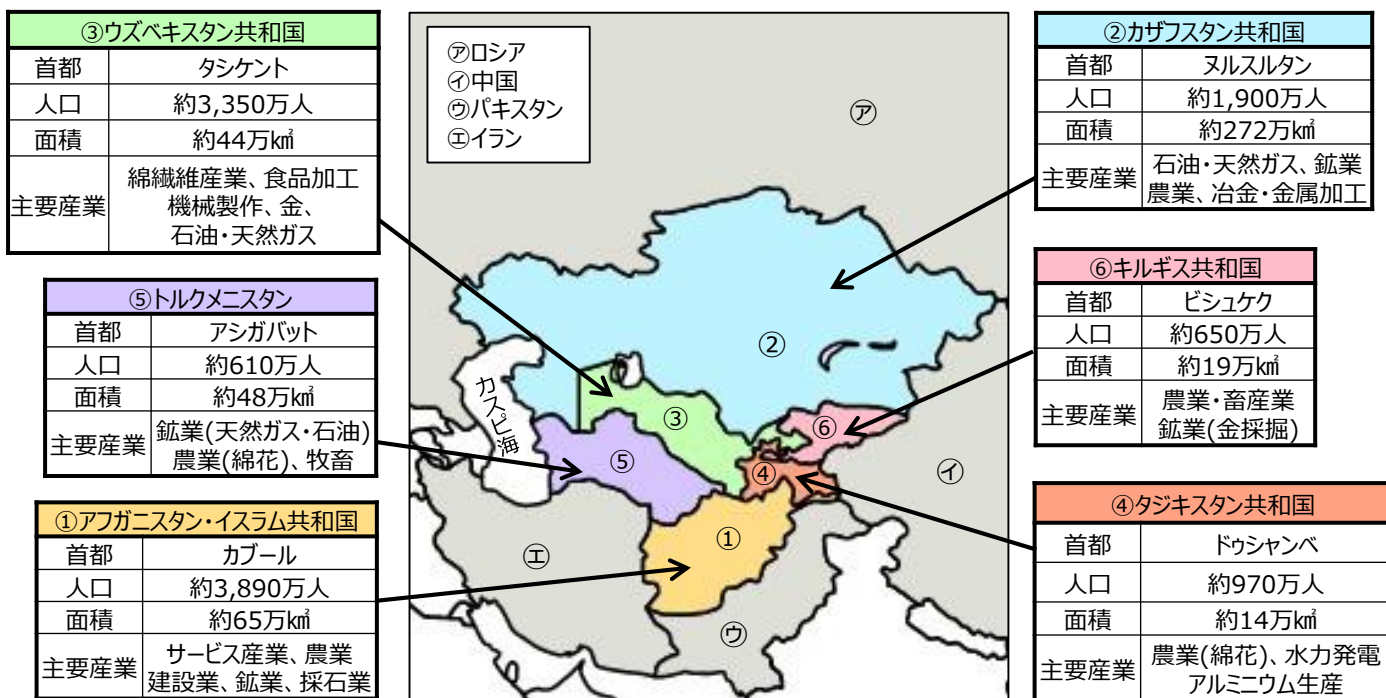 ③ウズベキスタン共和国
首都 タシケント
人口 約3,350万人
面積 約44万㎢
主要産業 綿繊維産業、食品加工
機械製作、金、
石油・天然ガス
⑤トルクメニスタン
首都 アシガバット
人口 約610万人
面積 約48万㎢
主要産業 鉱業(天然ガス・石油)
農業(綿花)、牧畜
①アフガニスタン・イスラム共和国
首都 カブール
人口 約3,890万人
面積 約65万㎢
主要産業 サービス産業、農業
建設業、鉱業、採石業
㋐ロシア
㋑中国
㋒パキスタン
㋓イラン
㋐
②
カスピ海
③
⑥
⑤
④
㋑
①
㋓
㋒
②カザフスタン共和国
首都 ヌルスルタン
人口 約1,900万人
面積 約272万㎢
主要産業 石油・天然ガス、鉱業
農業、冶金・金属加工
⑥キルギス共和国
首都 ビシュケク
人口 約650万人
面積 約19万㎢
主要産業 農業・畜産業
鉱業(金採掘)
④タジキスタン共和国
首都 ドゥシャンベ
人口 約970万人
面積 約14万㎢
主要産業 農業(綿花)、水力発電
アルミニウム生産